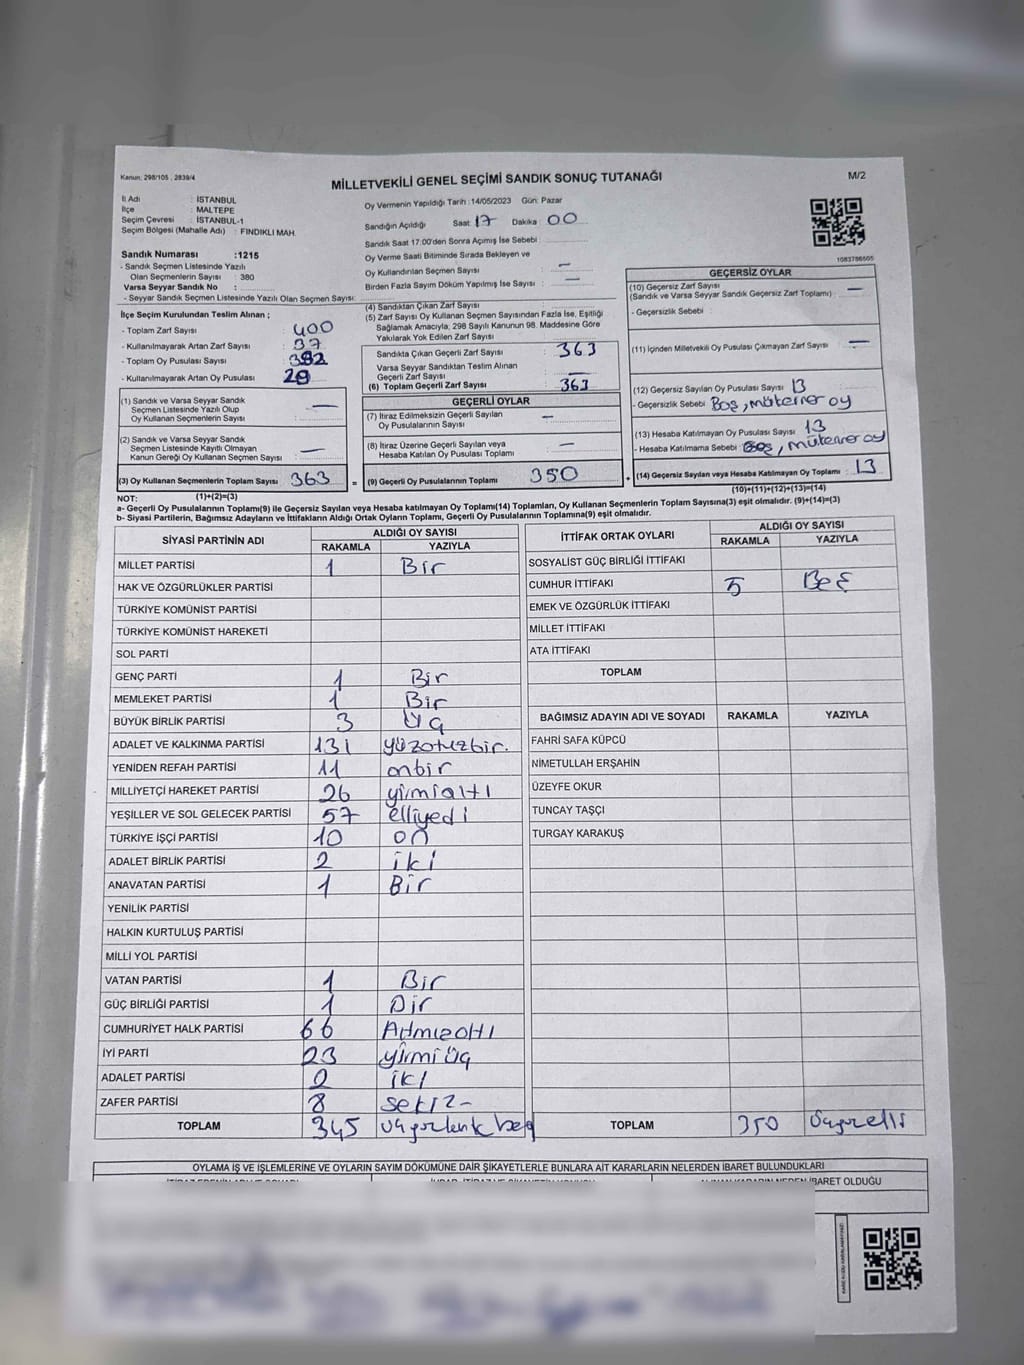 Kanun: 298/105 , 2839/4
MİLLETVEKİLİ GENEL SEÇİMİ SANDIK SONUÇ TUTANAĞI
M/2
İl Adı : İSTANBUL
İlçe : MALTEPE
Seçim Çevresi : İSTANBUL-1
Seçim Bölgesi (Mahalle Adı) : FINDIKLI MAH.
Sandık Numarası :1215
- Sandık Seçmen Listesinde Yazılı
Olan Seçmenlerin Sayısı : 380
Varsa Seyyar Sandık No :
- Seyyar Sandık Seçmen Listesinde Yazılı Olan Seçmen Sayısı:
Oy Vermenin Yapıldığı Tarih : 14/05/2023 Gün: Pazar
Sandığın Açıldığı Saat: 17 Dakika : 00
Sandık Saat 17:00'den Sonra Açımış İse Sebebi :
Oy Verme Saati Bitiminde Sırada Bekleyen ve
Oy Kullandırılan Seçmen Sayısı : —
Birden Fazla Sayım Döküm Yapılmış İse Sayısı : —
1083786505
İlçe Seçim Kurulundan Teslim Alınan ;
- Toplam Zarf Sayısı : 400
- Kullanılmayarak Artan Zarf Sayısı : 37
- Toplam Oy Pusulası Sayısı : 392
- Kullanılmayarak Artan Oy Pusulası : 29
(1) Sandık ve Varsa Seyyar Sandık
Seçmen Listesinde Yazılı Olup
Oy Kullanan Seçmenlerin Sayısı : —
(2) Sandık ve Varsa Seyyar Sandık
Seçmen Listesinde Kayıtlı Olmayan
Kanun Gereği Oy Kullanan Seçmen Sayısı : —
(3) Oy Kullanan Seçmenlerin Toplam Sayısı : 363
(4) Sandıktan Çıkan Zarf Sayısı :
(5) Zarf Sayısı Oy Kullanan Seçmen Sayısından Fazla İse, Eşitliği
Sağlamak Amacıyla, 298 Sayılı Kanunun 98. Maddesine Göre
Yakılarak Yok Edilen Zarf Sayısı :
Sandıkta Çıkan Geçerli Zarf Sayısı : 363
Varsa Seyyar Sandıktan Teslim Alınan
Geçerli Zarf Sayısı : —
(6) Toplam Geçerli Zarf Sayısı : 363
GEÇERLİ OYLAR
(7) İtiraz Edilmeksizin Geçerli Sayılan
Oy Pusulalarının Sayısı : —
(8) İtiraz Üzerine Geçerli Sayılan veya
Hesaba Katılan Oy Pusulası Toplamı : —
= (9) Geçerli Oy Pusulalarının Toplamı : 350
GEÇERSİZ OYLAR
(10) Geçersiz Zarf Sayısı : —
(Sandık ve Varsa Seyyar Sandık Geçersiz Zarf Toplamı)
- Geçersizlik Sebebi :
(11) İçinden Milletvekili Oy Pusulası Çıkmayan Zarf Sayısı : —
(12) Geçersiz Sayılan Oy Pusulası Sayısı : 13
- Geçersizlik Sebebi : Boş, mükerrer oy
(13) Hesaba Katılmayan Oy Pusulası Sayısı : 13
- Hesaba Katılmama Sebebi : Boş, mükerrer oy
+ (14) Geçersiz Sayılan veya Hesaba Katılmayan Oy Toplamı : 13
NOT: (1)+(2)=(3)
(10)+(11)+(12)+(13)=(14)
a- Geçerli Oy Pusulalarının Toplamı(9) ile Geçersiz Sayılan veya Hesaba katılmayan Oy Toplamı(14) Toplamları, Oy Kullanan Seçmenlerin Toplam Sayısına(3) eşit olmalıdır. (9)+(14)=(3)
b- Siyasi Partilerin, Bağımsız Adayların ve İttifakların Aldığı Ortak Oyların Toplamı, Geçerli Oy Pusulalarının Toplamına(9) eşit olmalıdır.
SİYASİ PARTİNİN ADI ALDIĞI OY SAYISI
RAKAMLA YAZIYLA
MİLLET PARTİSİ 1 Bir
HAK VE ÖZGÜRLÜKLER PARTİSİ
TÜRKİYE KOMÜNİST PARTİSİ
TÜRKİYE KOMÜNİST HAREKETİ
SOL PARTİ
GENÇ PARTİ 1 Bir
MEMLEKET PARTİSİ 1 Bir
BÜYÜK BİRLİK PARTİSİ 3 üç
ADALET VE KALKINMA PARTİSİ 131 yüzotuzbir.
YENİDEN REFAH PARTİSİ 11 onbir
MİLLİYETÇİ HAREKET PARTİSİ 26 yirmialtı
YEŞİLLER VE SOL GELECEK PARTİSİ 57 elliyedi
TÜRKİYE İŞÇİ PARTİSİ 10 on
ADALET BİRLİK PARTİSİ 2 iki
ANAVATAN PARTİSİ 1 Bir
YENİLİK PARTİSİ
HALKIN KURTULUŞ PARTİSİ
MİLLİ YOL PARTİSİ
VATAN PARTİSİ 1 Bir
GÜÇ BİRLİĞİ PARTİSİ 1 Bir
CUMHURİYET HALK PARTİSİ 66 Atmızaltı
İYİ PARTİ 23 yirmi üç
ADALET PARTİSİ 2 iki
ZAFER PARTİSİ 8 sekiz-
TOPLAM 345 üçyüzkırk beş
İTTİFAK ORTAK OYLARI ALDIĞI OY SAYISI
RAKAMLA YAZIYLA
SOSYALİST GÜÇ BİRLİĞİ İTTİFAKI
CUMHUR İTTİFAKI 5 Beş
EMEK VE ÖZGÜRLÜK İTTİFAKI
MİLLET İTTİFAKI
ATA İTTİFAKI
TOPLAM
BAĞIMSIZ ADAYIN ADI VE SOYADI RAKAMLA YAZIYLA
FAHRİ SAFA KÜPCÜ
NİMETULLAH ERŞAHİN
ÜZEYFE OKUR
TUNCAY TAŞÇI
TURGAY KARAKUŞ
TOPLAM 350 üçyüzelli
OYLAMA İŞ VE İŞLEMLERİNE VE OYLARIN SAYIM DÖKÜMÜNE DAİR ŞİKAYETLERLE BUNLARA AİT KARARLARIN NELERDEN İBARET BULUNDUKLARI
İBARET OLDUĞU